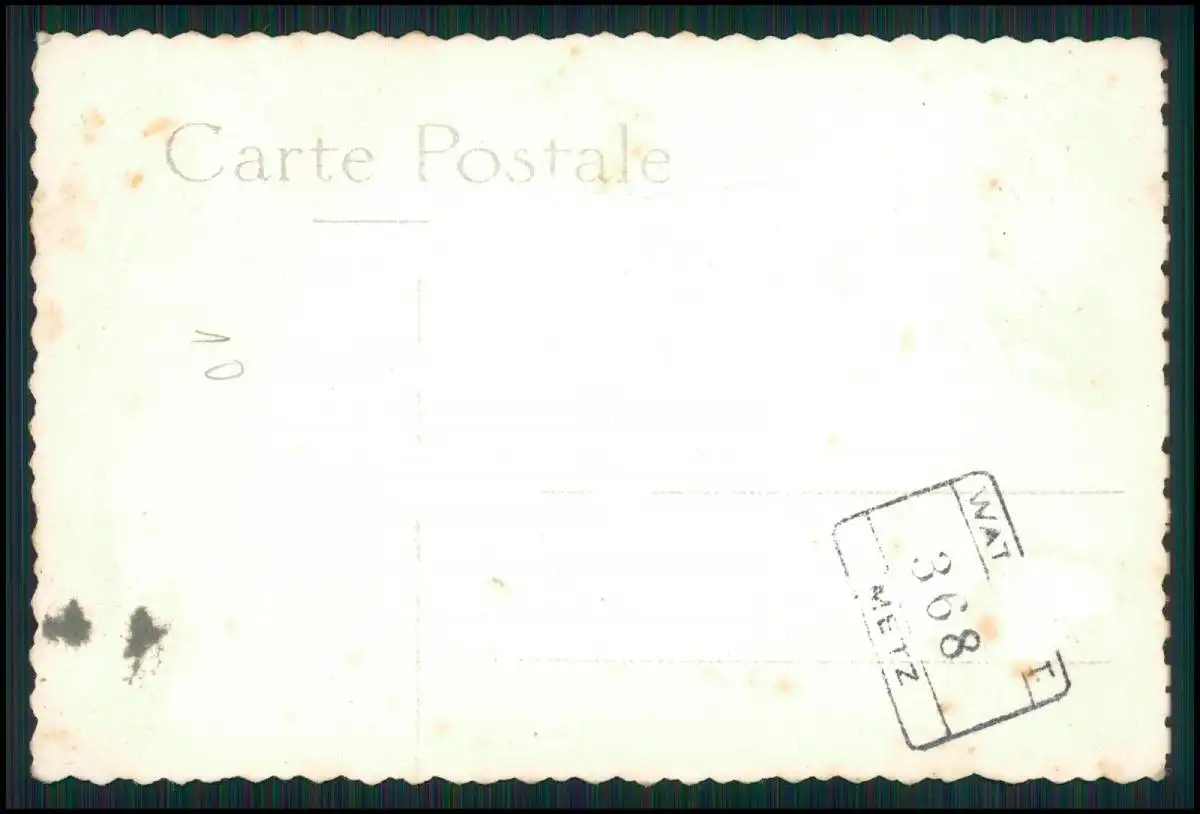 Carte Postale
10
WAT
368
T.
METZ